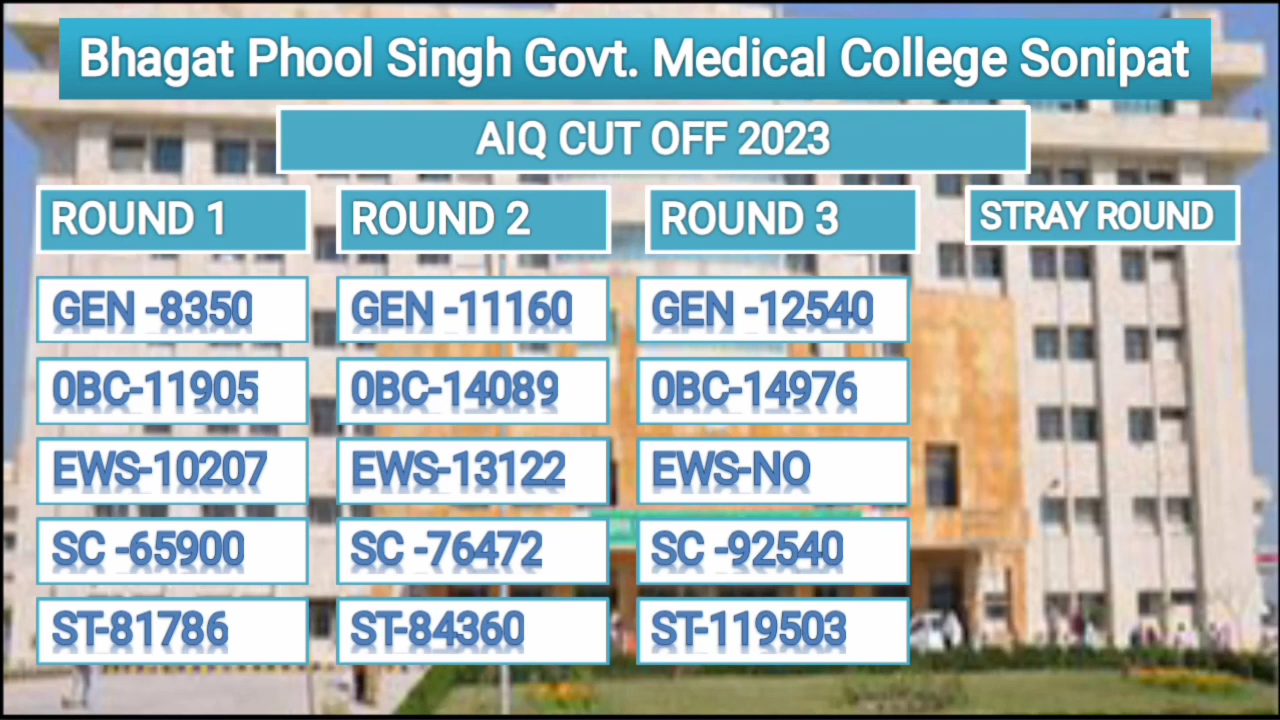 Bhagat Phool Singh Govt. Medical College Sonipat
AIQ CUT OFF 2023
ROUND 1
ROUND 2
ROUND 3
STRAY ROUND
GEN -8350
GEN -11160
GEN -12540
0BC-11905
0BC-14089
0BC-14976
EWS-10207
EWS-13122
EWS-NO
SC -65900
SC -76472
SC -92540
ST-81786
ST-84360
ST-119503